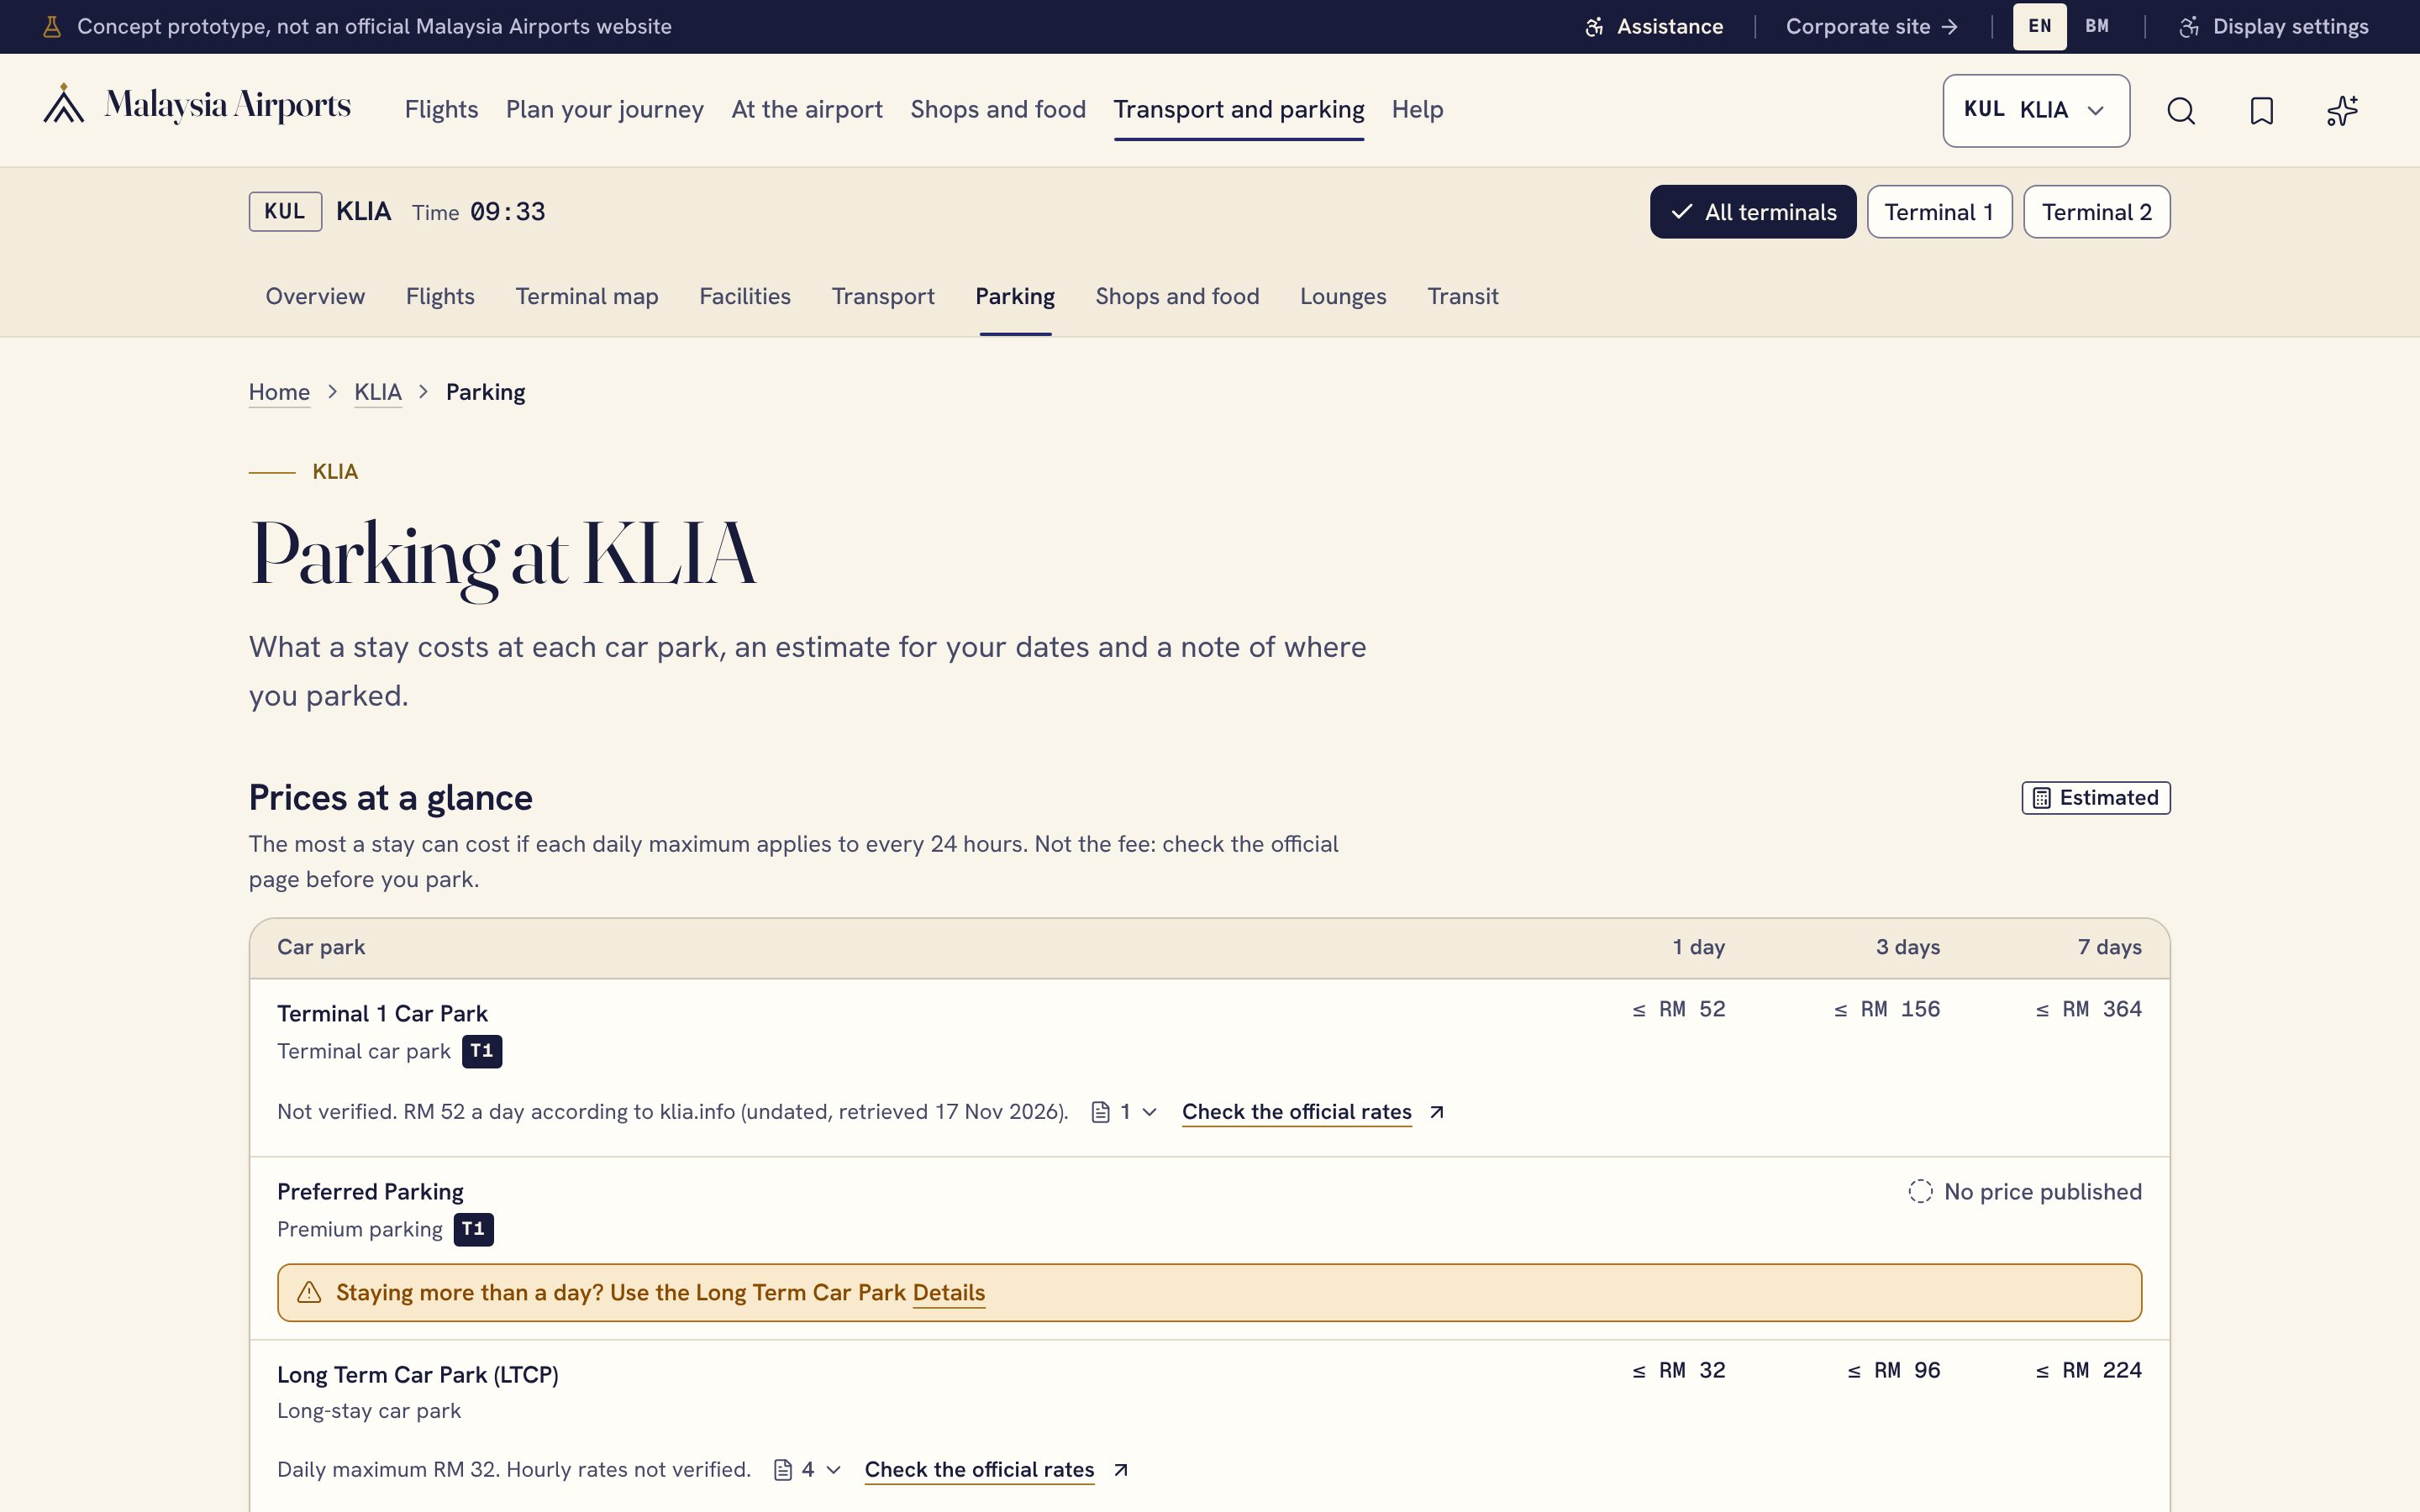 Concept prototype, not an official Malaysia Airports website
Assistance
Corporate site →
EN
BM
Display settings
Malaysia Airports
Flights
Plan your journey
At the airport
Shops and food
Transport and parking
Help
KUL KLIA
KUL KLIA Time 09:33
All terminals
Terminal 1
Terminal 2
Overview
Flights
Terminal map
Facilities
Transport
Parking
Shops and food
Lounges
Transit
Home > KLIA > Parking
KLIA
Parking at KLIA
What a stay costs at each car park, an estimate for your dates and a note of where
you parked.
Prices at a glance
Estimated
The most a stay can cost if each daily maximum applies to every 24 hours. Not the fee: check the official
page before you park.
Car park 1 day 3 days 7 days
Terminal 1 Car Park ≤ RM 52 ≤ RM 156 ≤ RM 364
Terminal car park T1
Not verified. RM 52 a day according to klia.info (undated, retrieved 17 Nov 2026). 1 Check the official rates
Preferred Parking No price published
Premium parking T1
Staying more than a day? Use the Long Term Car Park Details
Long Term Car Park (LTCP) ≤ RM 32 ≤ RM 96 ≤ RM 224
Long-stay car park
Daily maximum RM 32. Hourly rates not verified. 4 Check the official rates